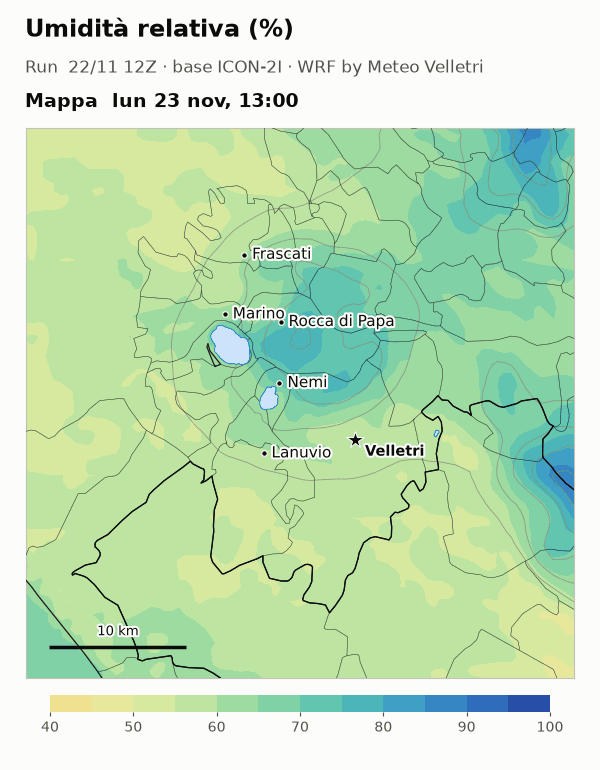 Umidità relativa (%)
Run  22/11 12Z · base ICON-2I · WRF by Meteo Velletri
Mappa  lun 23 nov, 13:00
Frascati
Marino
Rocca di Papa
Nemi
Velletri
Lanuvio
10 km
40 50 60 70 80 90 100